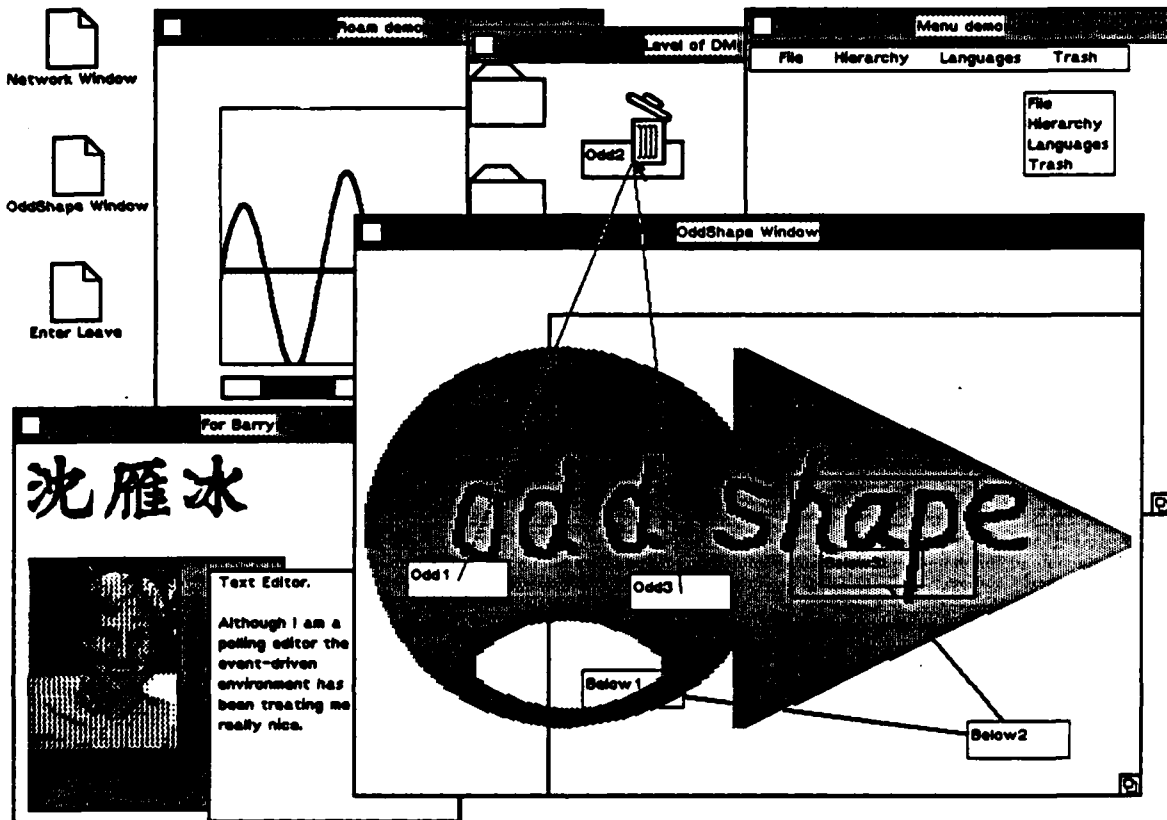 Network Window
OddShape Window
Enter Leave
Roam demo
Level of DM
Menu demo
File Hierarchy Languages Trash
File
Hierarchy
Languages
Trash
Odd2
OddShape Window
odd shape
Odd1
Odd3
Below1
Below2
For Barry
沈雁冰
Text Editor.
Although I am a
polling editor the
event-driven
environment has
been treating me
really nice.